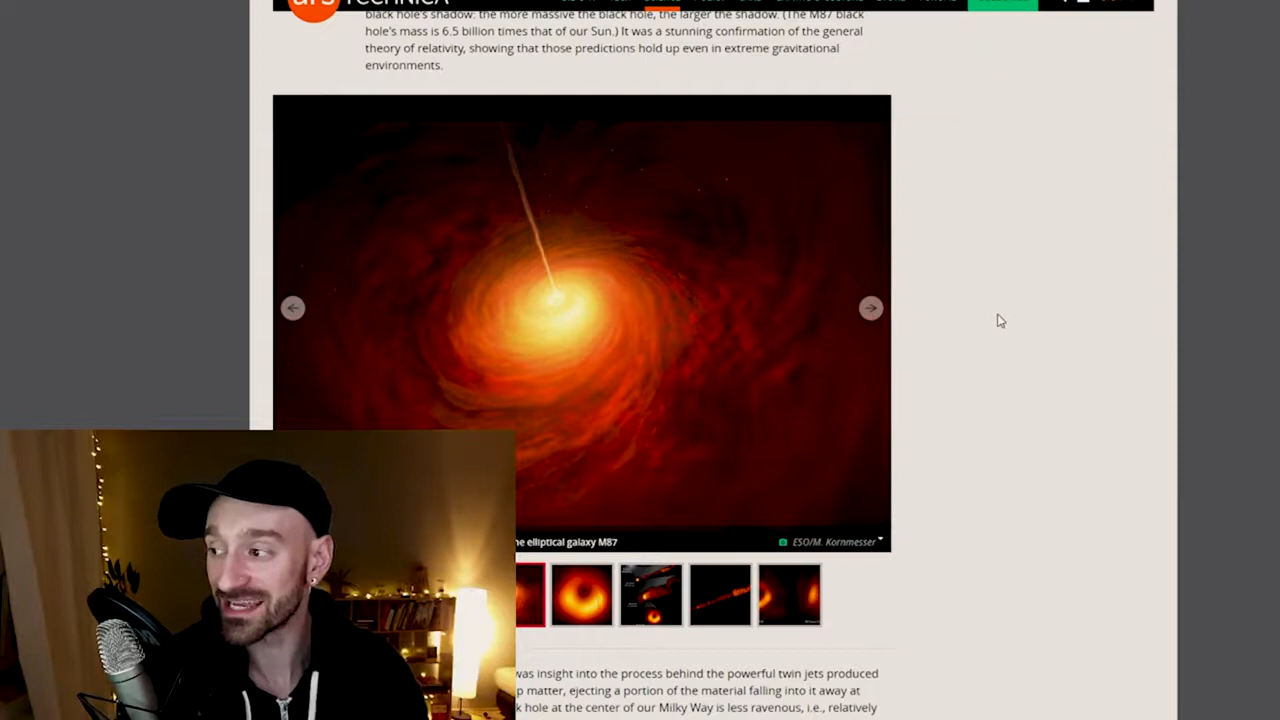 ars TECHNICA
black hole's shadow: the more massive the black hole, the larger the shadow. (The M87 black
hole's mass is 6.5 billion times that of our Sun.) It was a stunning confirmation of the general
theory of relativity, showing that those predictions hold up even in extreme gravitational
environments.
he elliptical galaxy M87
ESO/M. Kornmesser
was insight into the process behind the powerful twin jets produced
p matter, ejecting a portion of the material falling into it away at
k hole at the center of our Milky Way is less ravenous, i.e., relatively